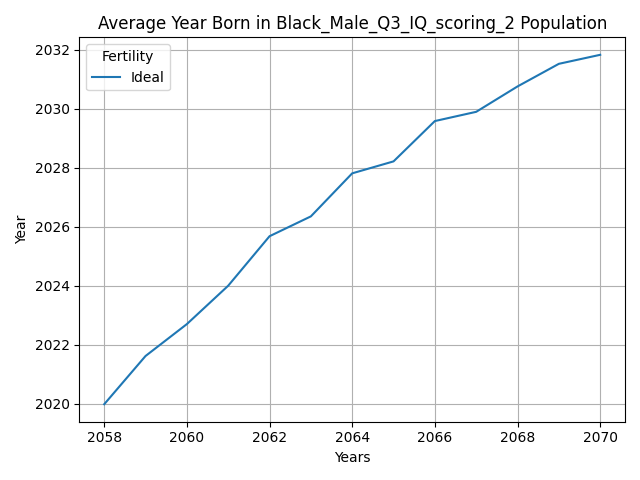 Average Year Born in Black_Male_Q3_IQ_scoring_2 Population
Fertility
Ideal
Year
2032
2030
2028
2026
2024
2022
2020
2058 2060 2062 2064 2066 2068 2070
Years